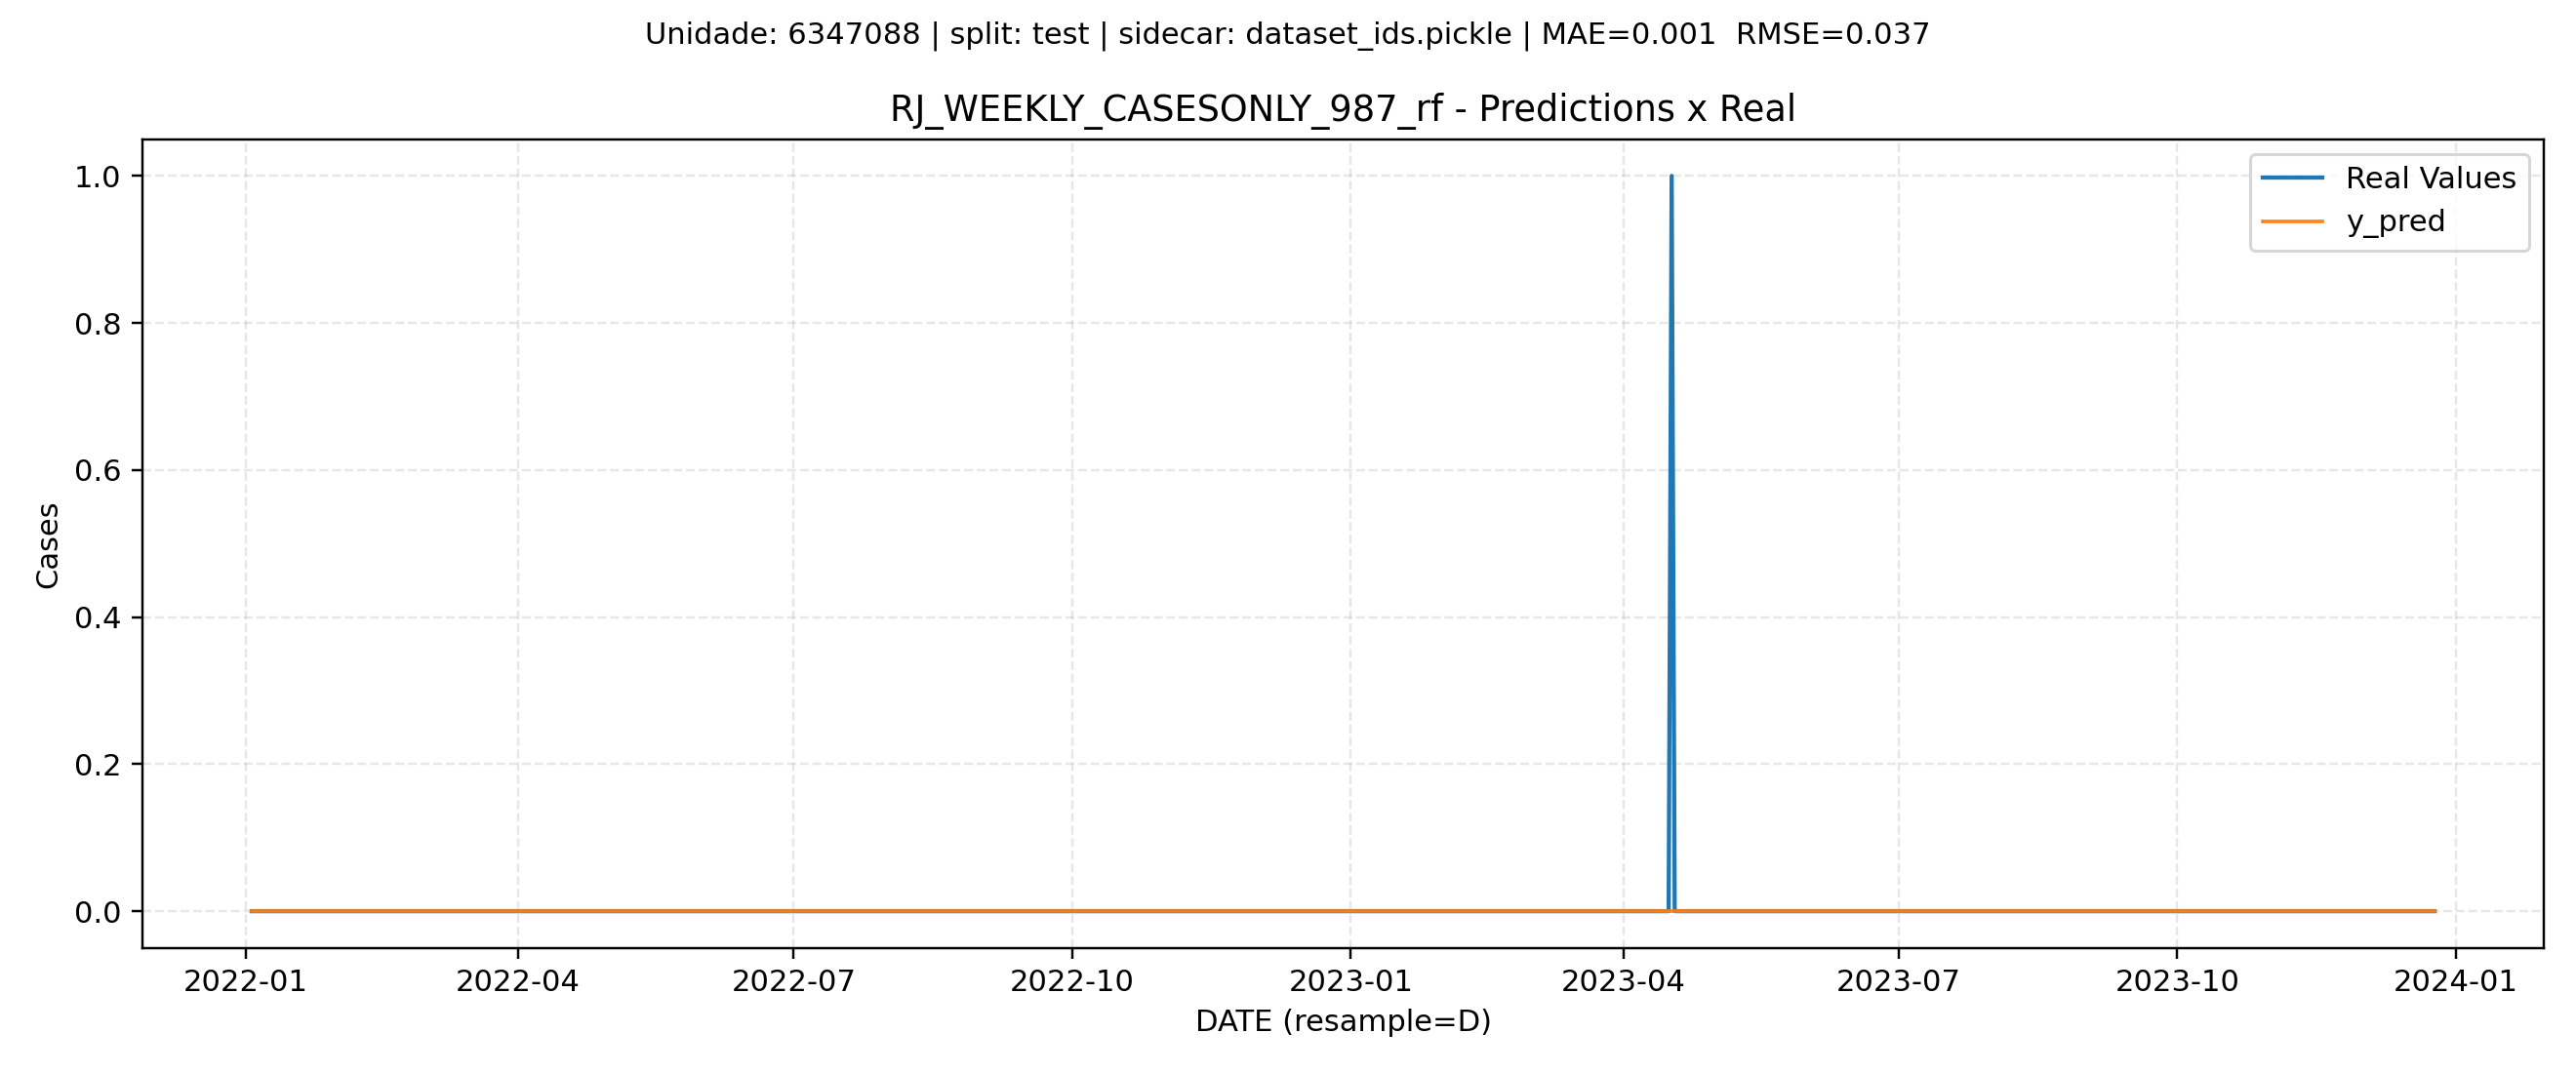 Unidade: 6347088 | split: test | sidecar: dataset_ids.pickle | MAE=0.001  RMSE=0.037
RJ_WEEKLY_CASESONLY_987_rf - Predictions x Real
Real Values
y_pred
Cases
1.0
0.8
0.6
0.4
0.2
0.0
2022-01
2022-04
2022-07
2022-10
2023-01
2023-04
2023-07
2023-10
2024-01
DATE (resample=D)